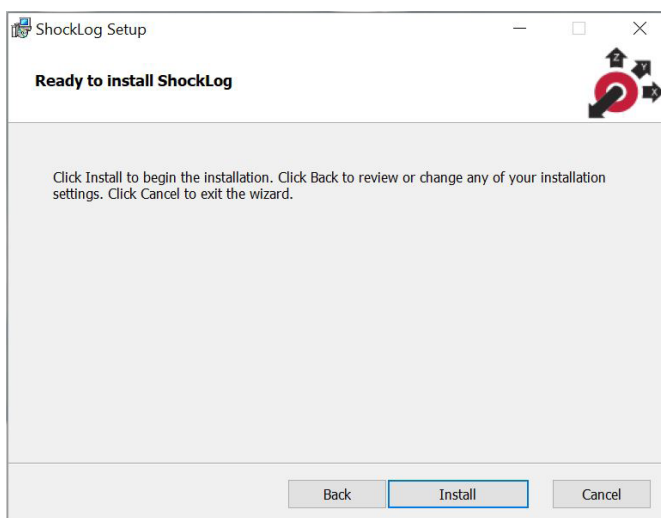 ShockLog Setup
Ready to install ShockLog
Z
Y
X
Click Install to begin the installation. Click Back to review or change any of your installation
settings. Click Cancel to exit the wizard.
Back Install Cancel